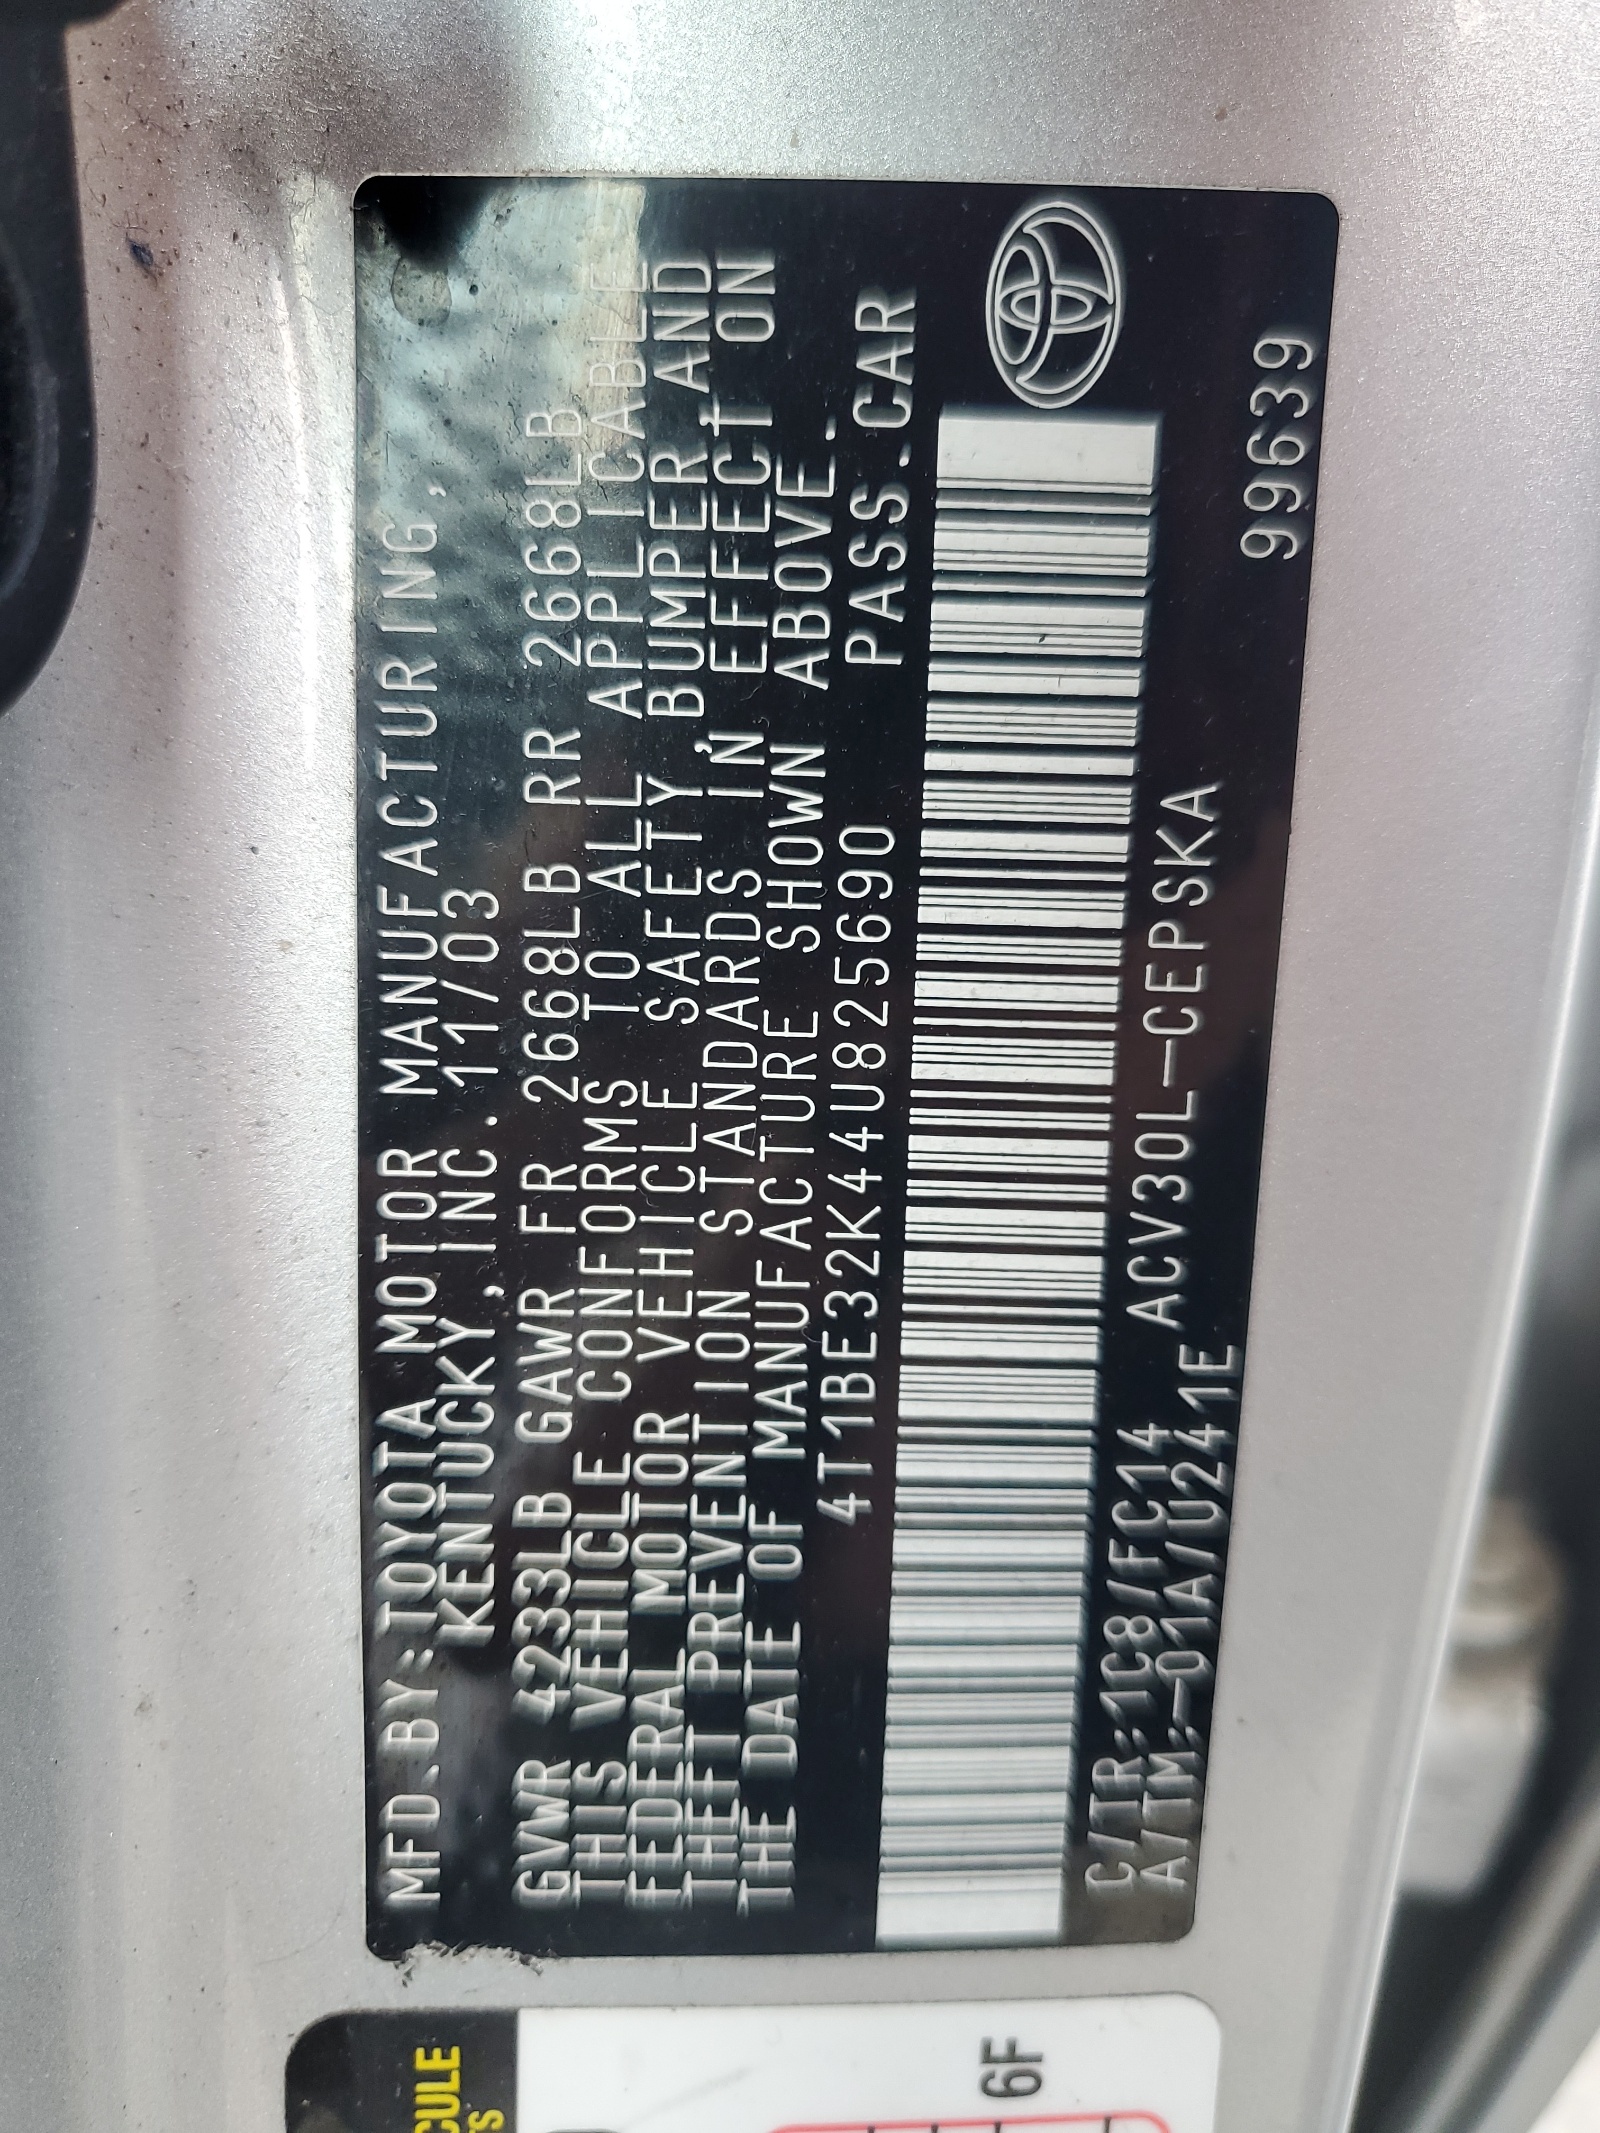 MFD.BY:TOYOTA MOTOR MANUFACTURING,
KENTUCKY,INC. 11/03
GVWR 4233LB GAWR FR 2668LB RR 2668LB
THIS VEHICLE CONFORMS TO ALL APPLICABLE
FEDERAL MOTOR VEHICLE SAFETY,BUMPER AND
THEFT PREVENTION STANDARDS IN EFFECT ON
THE DATE OF MANUFACTURE SHOWN ABOVE.
4T1BE32K44U825690 PASS.CAR
C/TR:1C8/FC14 ACV30L-CEPSKA
A/TM:-01A/U241E
99639
6F